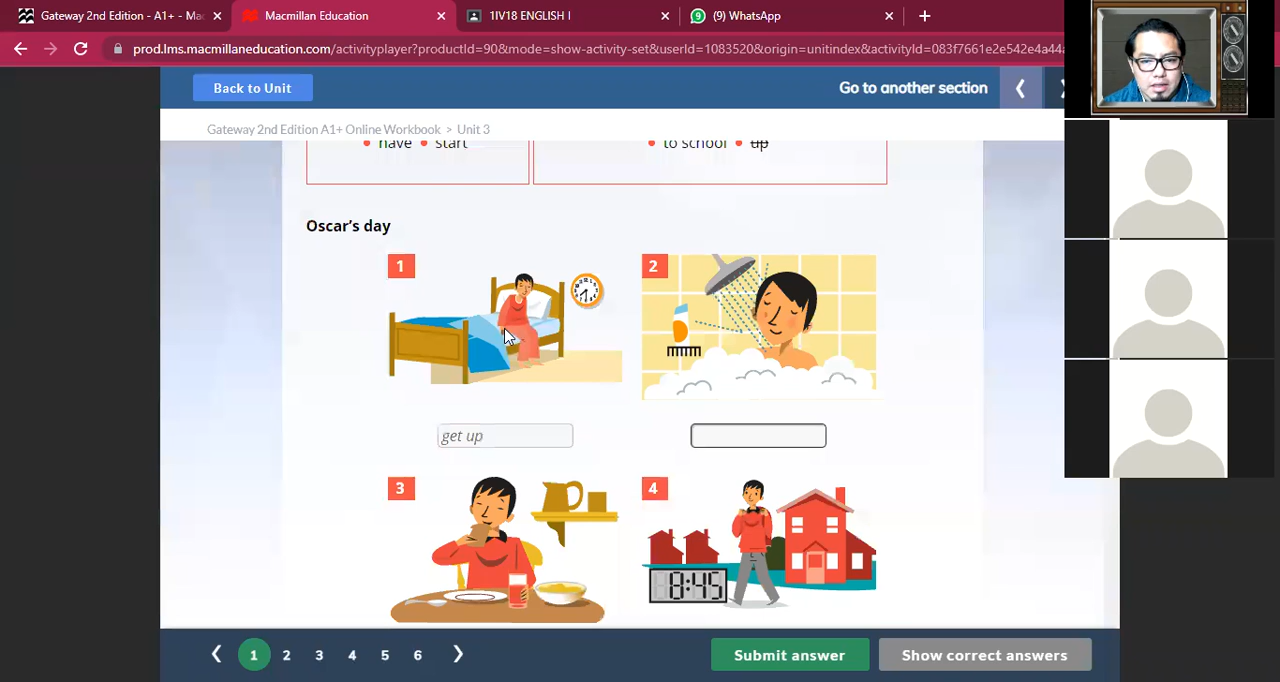 Gateway 2nd Edition - A1+ - Mac
Macmillan Education
1IV18 ENGLISH I
(9) WhatsApp
prod.lms.macmillaneducation.com/activityplayer?productId=90&mode=show-activity-set&userId=1083520&origin=unitindex&activityId=083f7661e2e542e4a44a
Back to Unit
Go to another section
Gateway 2nd Edition A1+ Online Workbook > Unit 3
• have • start
• to school • up
Oscar's day
1
2
get up
3
4
8:45
1 2 3 4 5 6
Submit answer
Show correct answers